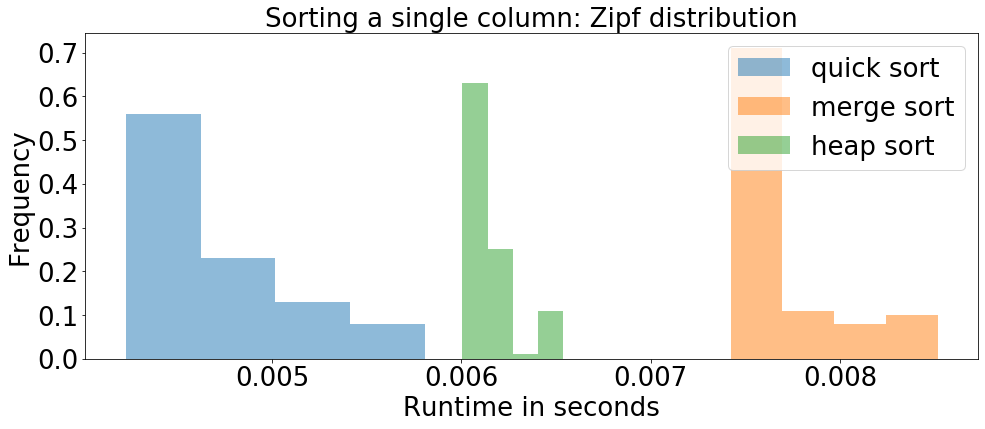 Sorting a single column: Zipf distribution
0.7
0.6
0.5
0.4
0.3
0.2
0.1
0.0
Frequency
quick sort
merge sort
heap sort
0.005
0.006
0.007
0.008
Runtime in seconds